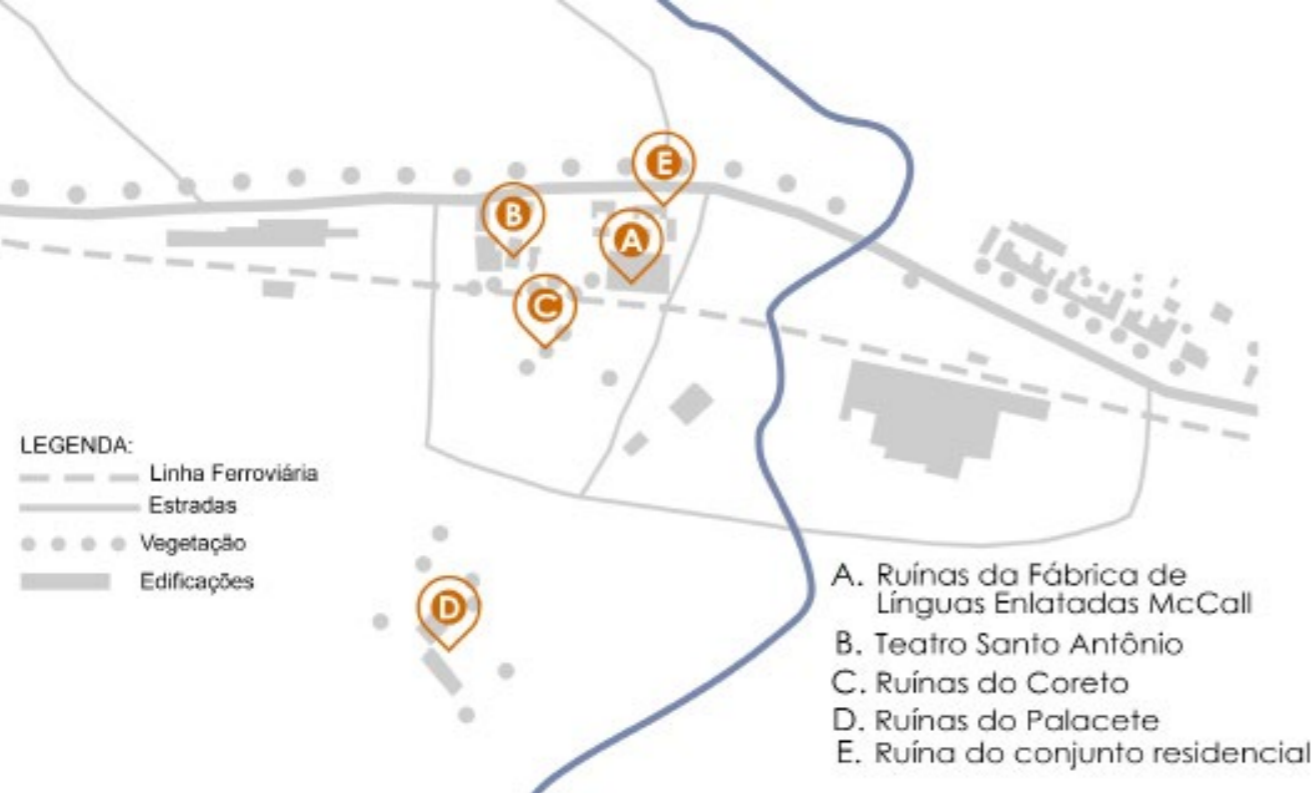 E
B
A
C
LEGENDA:
Linha Ferroviária
Estradas
Vegetação
Edificações
D
A. Ruínas da Fábrica de
Línguas Enlatadas McCall
B. Teatro Santo Antônio
C. Ruínas do Coreto
D. Ruínas do Palacete
E. Ruína do conjunto residencial